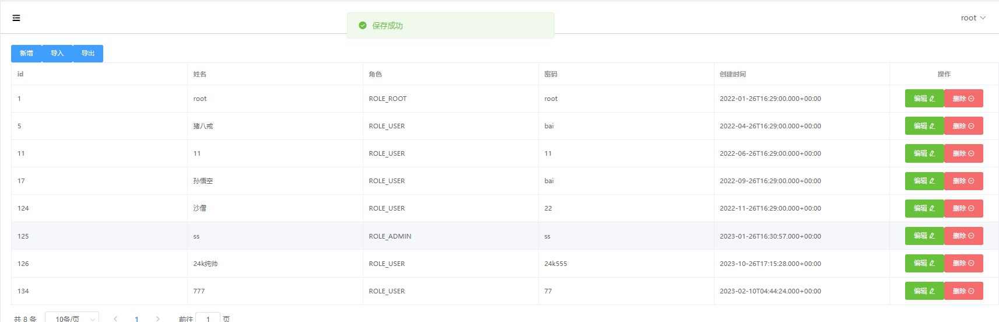 保存成功
root
新增 导入 导出
id 姓名 角色 密码 创建时间 操作
1 root ROLE_ROOT root 2022-01-26T16:29:00.000+00:00 编辑 删除
5 猪八戒 ROLE_USER bai 2022-04-26T16:29:00.000+00:00 编辑 删除
11 11 ROLE_USER 11 2022-06-26T16:29:00.000+00:00 编辑 删除
17 孙悟空 ROLE_USER bai 2022-09-26T16:29:00.000+00:00 编辑 删除
124 沙僧 ROLE_USER 22 2022-11-26T16:29:00.000+00:00 编辑 删除
125 ss ROLE_ADMIN ss 2023-01-26T16:30:57.000+00:00 编辑 删除
126 24k纯帅 ROLE_USER 24k555 2023-10-26T17:15:28.000+00:00 编辑 删除
134 777 ROLE_USER 77 2023-02-10T04:44:24.000+00:00 编辑 删除
共 8 条 10条/页 1 前往 1 页